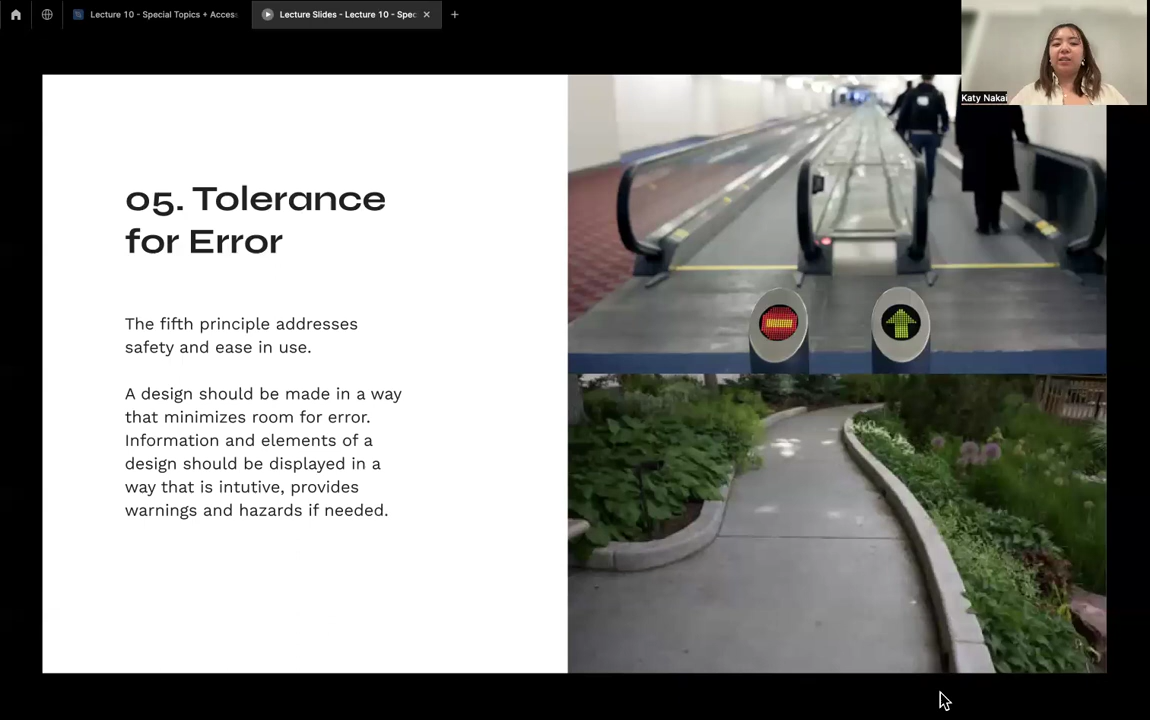 Lecture 10 - Special Topics + Acces
Lecture Slides - Lecture 10 - Spec
Katy Nakai
05. Tolerance
for Error
The fifth principle addresses
safety and ease in use.
A design should be made in a way
that minimizes room for error.
Information and elements of a
design should be displayed in a
way that is intutive, provides
warnings and hazards if needed.